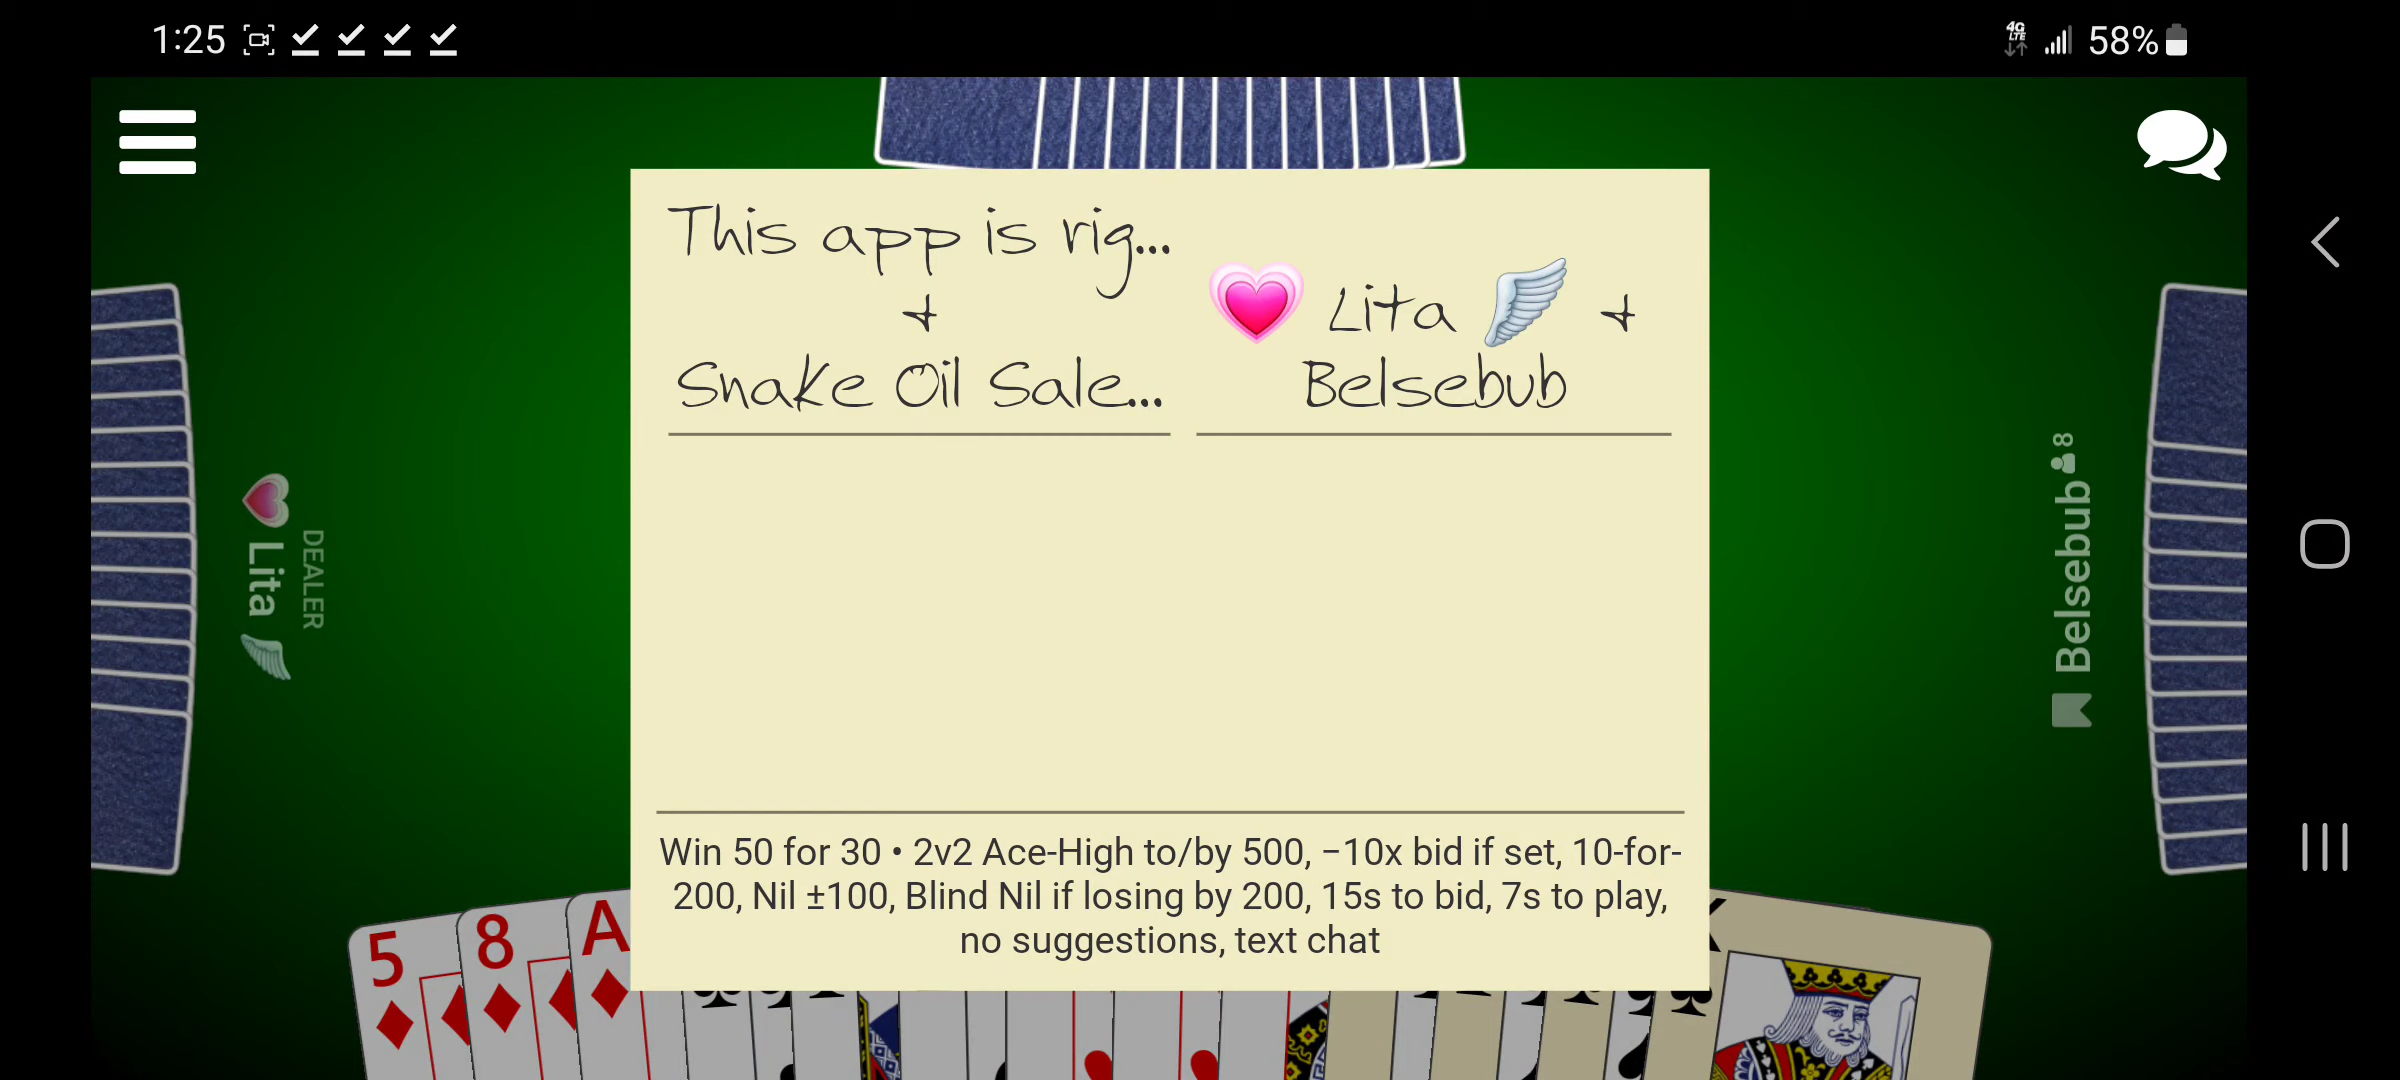 1:25
4G LTE 58%
This app is rig...
+
Snake Oil Sale...
💗 Lita 🪽 +
Belsebub
DEALER
💗 Lita 🪽
Belsebub 8
Win 50 for 30 • 2v2 Ace-High to/by 500, −10x bid if set, 10-for-
200, Nil ±100, Blind Nil if losing by 200, 15s to bid, 7s to play,
no suggestions, text chat
5
8
A
K